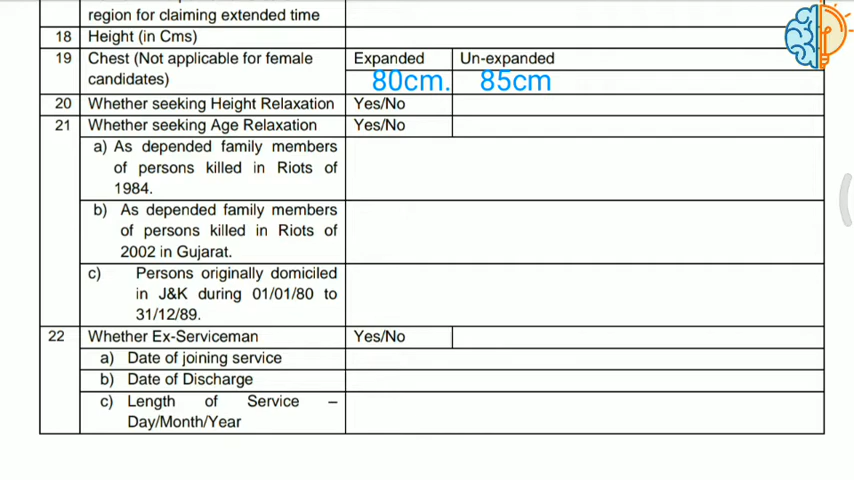 region for claiming extended time
18 Height (in Cms)
19 Chest (Not applicable for female Expanded Un-expanded
candidates) 80cm. 85cm
20 Whether seeking Height Relaxation Yes/No
21 Whether seeking Age Relaxation Yes/No
a) As depended family members
of persons killed in Riots of
1984.
b) As depended family members
of persons killed in Riots of
2002 in Gujarat.
c) Persons originally domiciled
in J&K during 01/01/80 to
31/12/89.
22 Whether Ex-Serviceman Yes/No
a) Date of joining service
b) Date of Discharge
c) Length of Service –
Day/Month/Year